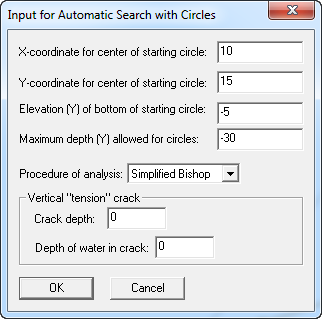 Input for Automatic Search with Circles
X-coordinate for center of starting circle: 10
Y-coordinate for center of starting circle: 15
Elevation (Y) of bottom of starting circle: -5
Maximum depth (Y) allowed for circles: -30
Procedure of analysis: Simplified Bishop
Vertical "tension" crack
Crack depth: 0
Depth of water in crack: 0
OK Cancel